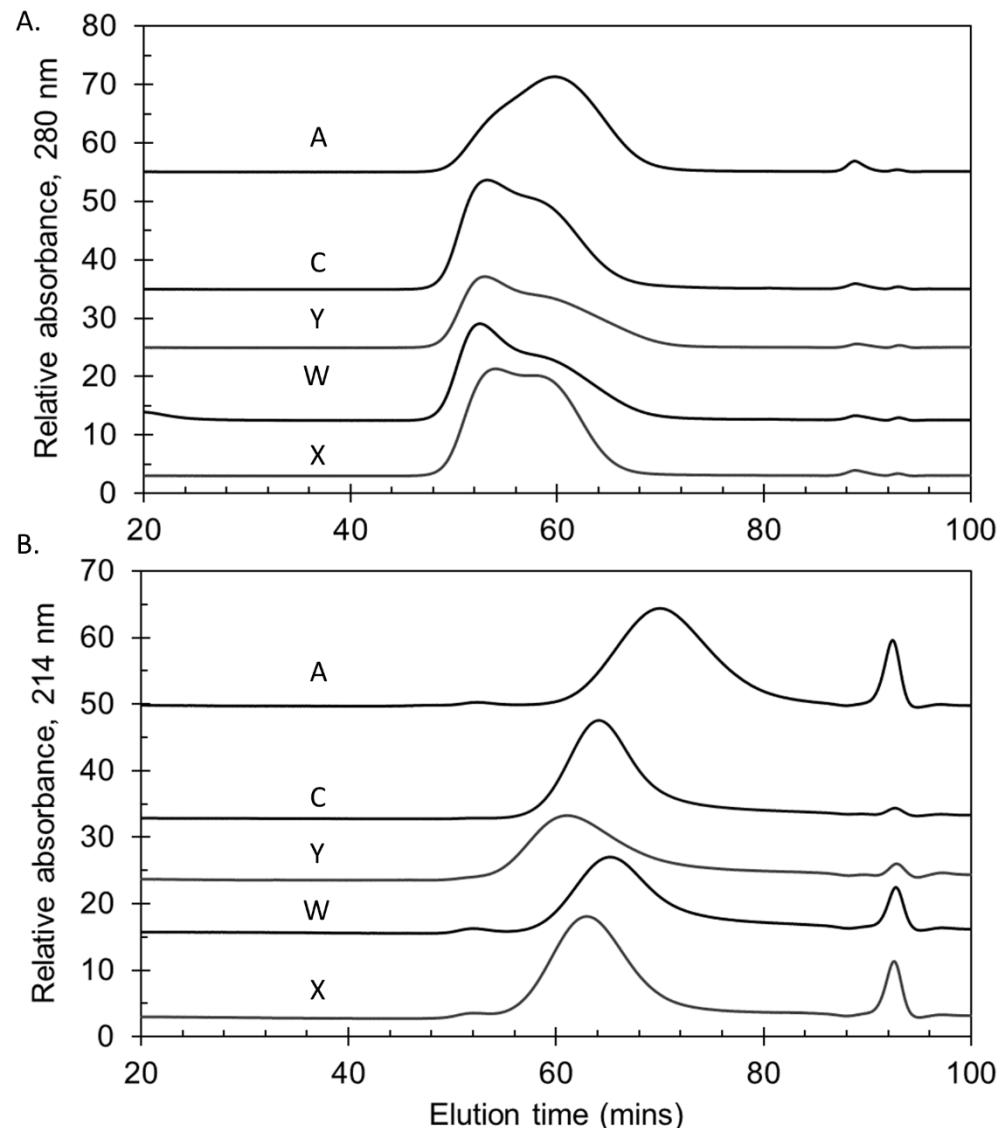 A.
Relative absorbance, 280 nm
80
70
60
50
40
30
20
10
0
A
C
Y
W
X
20 40 60 80 100
B.
Relative absorbance, 214 nm
70
60
50
40
30
20
10
0
A
C
Y
W
X
20 40 60 80 100
Elution time (mins)